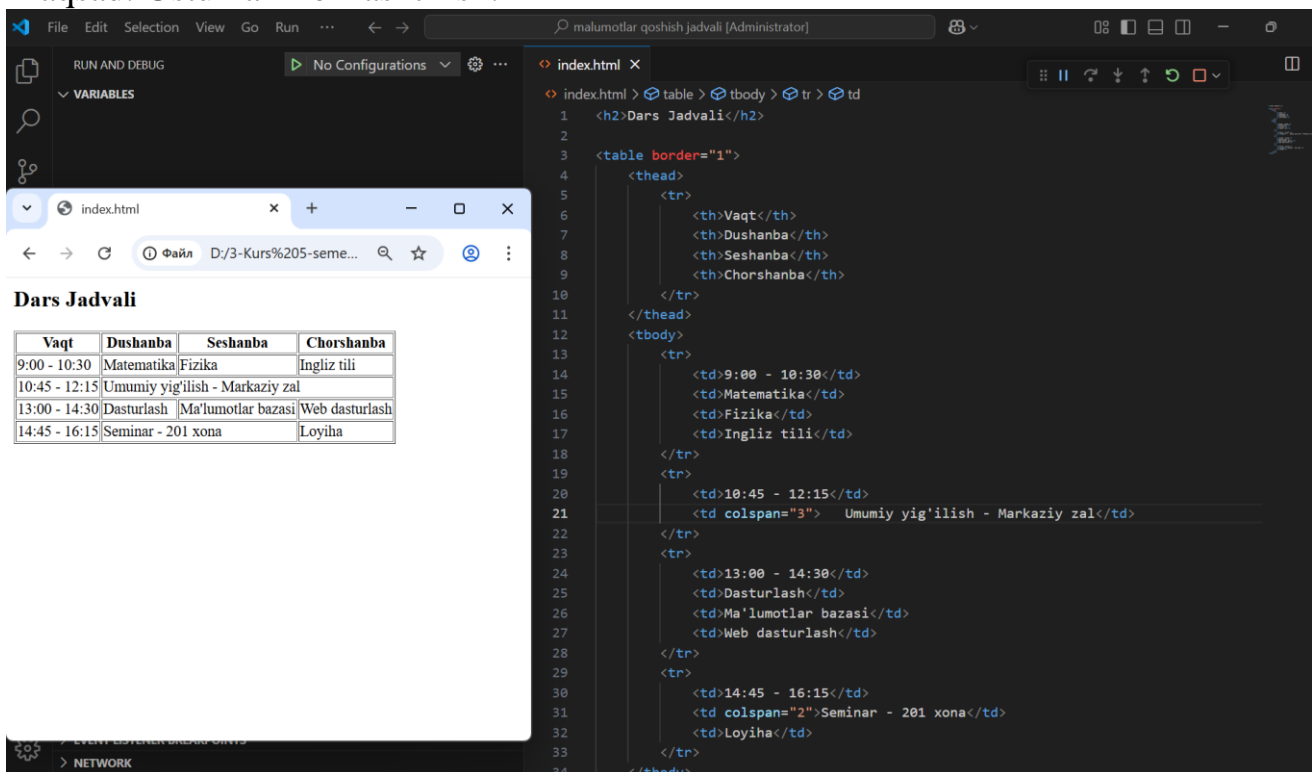 File Edit Selection View Go Run ··· malumotlar qoshish jadvali [Administrator]
RUN AND DEBUG No Configurations ···
VARIABLES
index.html
index.html > table > tbody > tr > td
1 <h2>Dars Jadvali</h2>
2
3 <table border="1">
4 <thead>
5 <tr>
6 <th>Vaqt</th>
7 <th>Dushanba</th>
8 <th>Seshanba</th>
9 <th>Chorshanba</th>
10 </tr>
11 </thead>
12 <tbody>
13 <tr>
14 <td>9:00 - 10:30</td>
15 <td>Matematika</td>
16 <td>Fizika</td>
17 <td>Ingliz tili</td>
18 </tr>
19 <tr>
20 <td>10:45 - 12:15</td>
21 <td colspan="3"> Umumiy yig'ilish - Markaziy zal</td>
22 </tr>
23 <tr>
24 <td>13:00 - 14:30</td>
25 <td>Dasturlash</td>
26 <td>Ma'lumotlar bazasi</td>
27 <td>Web dasturlash</td>
28 </tr>
29 <tr>
30 <td>14:45 - 16:15</td>
31 <td colspan="2">Seminar - 201 xona</td>
32 <td>Loyiha</td>
33 </tr>
34 </tbody>
index.html
Файл D:/3-Kurs%205-seme...
Dars Jadvali
Vaqt Dushanba Seshanba Chorshanba
9:00 - 10:30 Matematika Fizika Ingliz tili
10:45 - 12:15 Umumiy yig'ilish - Markaziy zal
13:00 - 14:30 Dasturlash Ma'lumotlar bazasi Web dasturlash
14:45 - 16:15 Seminar - 201 xona Loyiha
EVENT LISTENER BREAKPOINTS
NETWORK